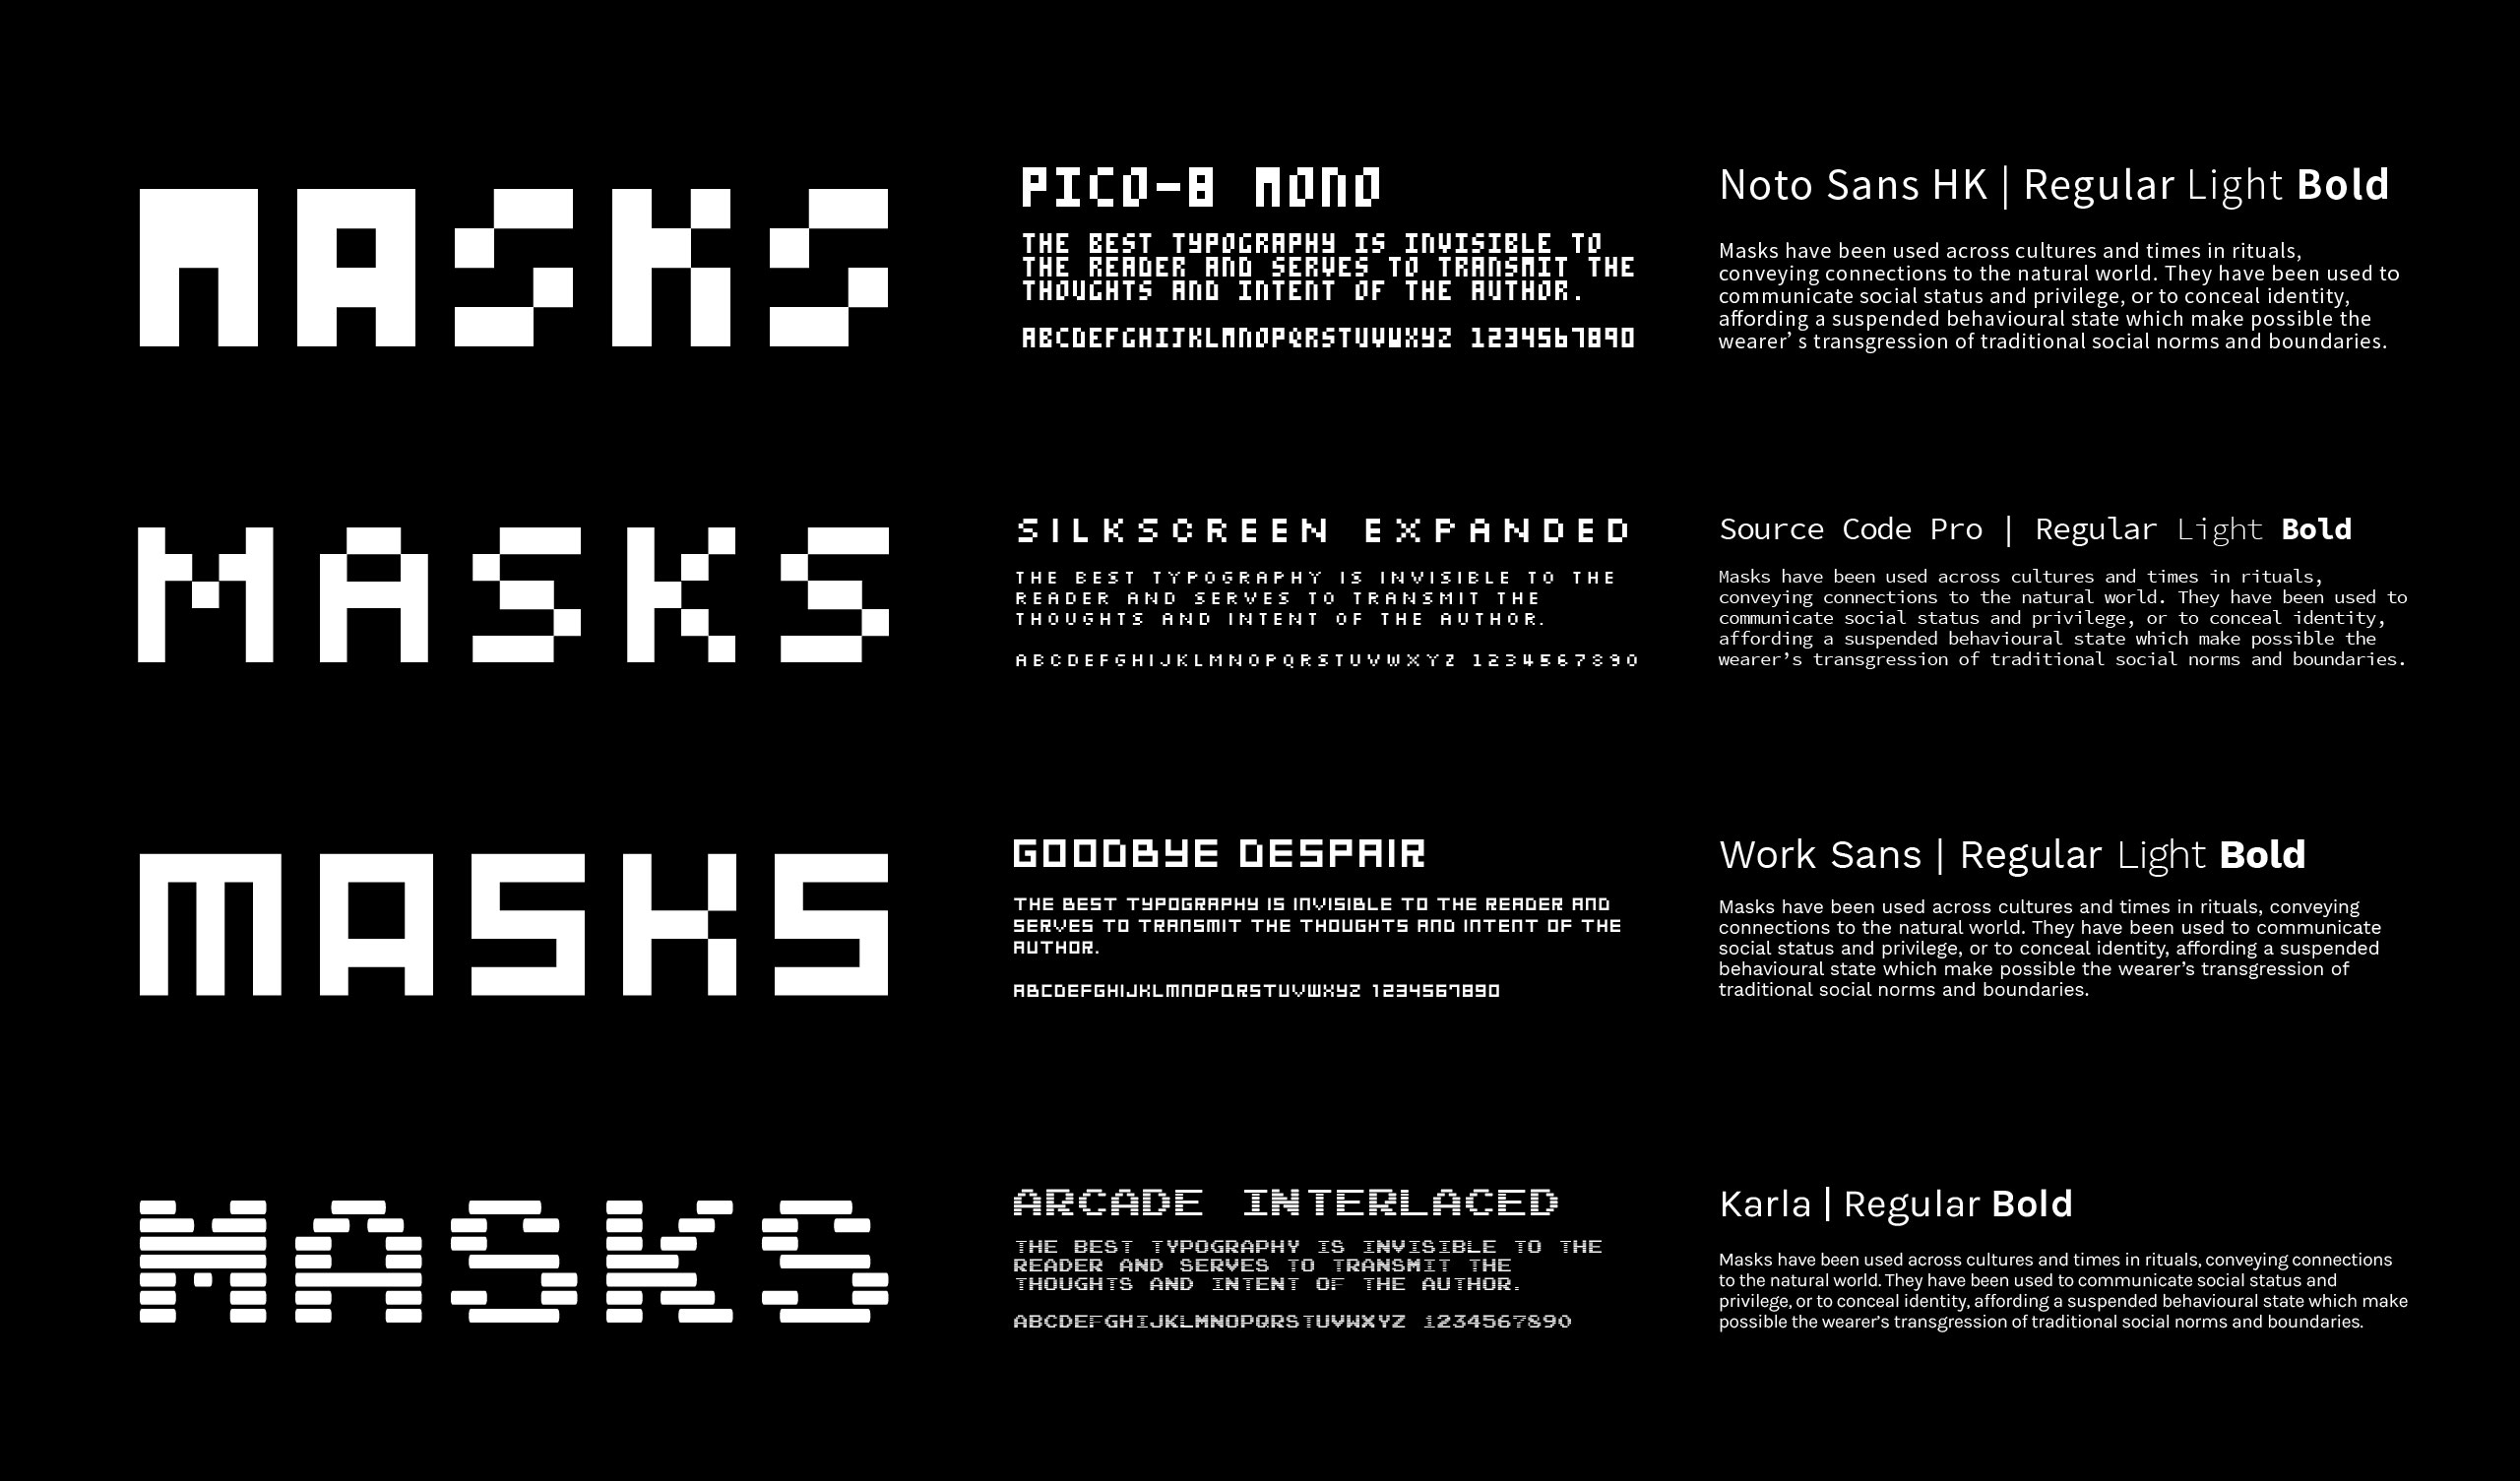 MASKS
PICO-8 MONO
THE BEST TYPOGRAPHY IS INVISIBLE TO
THE READER AND SERVES TO TRANSMIT THE
THOUGHTS AND INTENT OF THE AUTHOR.
ABCDEFGHIJKLMNOPQRSTUVWXYZ 1234567890
Noto Sans HK | Regular Light Bold
Masks have been used across cultures and times in rituals,
conveying connections to the natural world. They have been used to
communicate social status and privilege, or to conceal identity,
affording a suspended behavioural state which make possible the
wearer’ s transgression of traditional social norms and boundaries.
MASKS
SILKSCREEN EXPANDED
THE BEST TYPOGRAPHY IS INVISIBLE TO THE
READER AND SERVES TO TRANSMIT THE
THOUGHTS AND INTENT OF THE AUTHOR.
ABCDEFGHIJKLMNOPQRSTUVWXYZ 1234567890
Source Code Pro | Regular Light Bold
Masks have been used across cultures and times in rituals,
conveying connections to the natural world. They have been used to
communicate social status and privilege, or to conceal identity,
affording a suspended behavioural state which make possible the
wearer’s transgression of traditional social norms and boundaries.
MASKS
GOODBYE DESPAIR
THE BEST TYPOGRAPHY IS INVISIBLE TO THE READER AND
SERVES TO TRANSMIT THE THOUGHTS AND INTENT OF THE
AUTHOR.
ABCDEFGHIJKLMNOPQRSTUVWXYZ 1234567890
Work Sans | Regular Light Bold
Masks have been used across cultures and times in rituals, conveying
connections to the natural world. They have been used to communicate
social status and privilege, or to conceal identity, affording a suspended
behavioural state which make possible the wearer’s transgression of
traditional social norms and boundaries.
MASKS
ARCADE INTERLACED
THE BEST TYPOGRAPHY IS INVISIBLE TO THE
READER AND SERVES TO TRANSMIT THE
THOUGHTS AND INTENT OF THE AUTHOR.
ABCDEFGHIJKLMNOPQRSTUVWXYZ 1234567890
Karla | Regular Bold
Masks have been used across cultures and times in rituals, conveying connections
to the natural world. They have been used to communicate social status and
privilege, or to conceal identity, affording a suspended behavioural state which make
possible the wearer’s transgression of traditional social norms and boundaries.